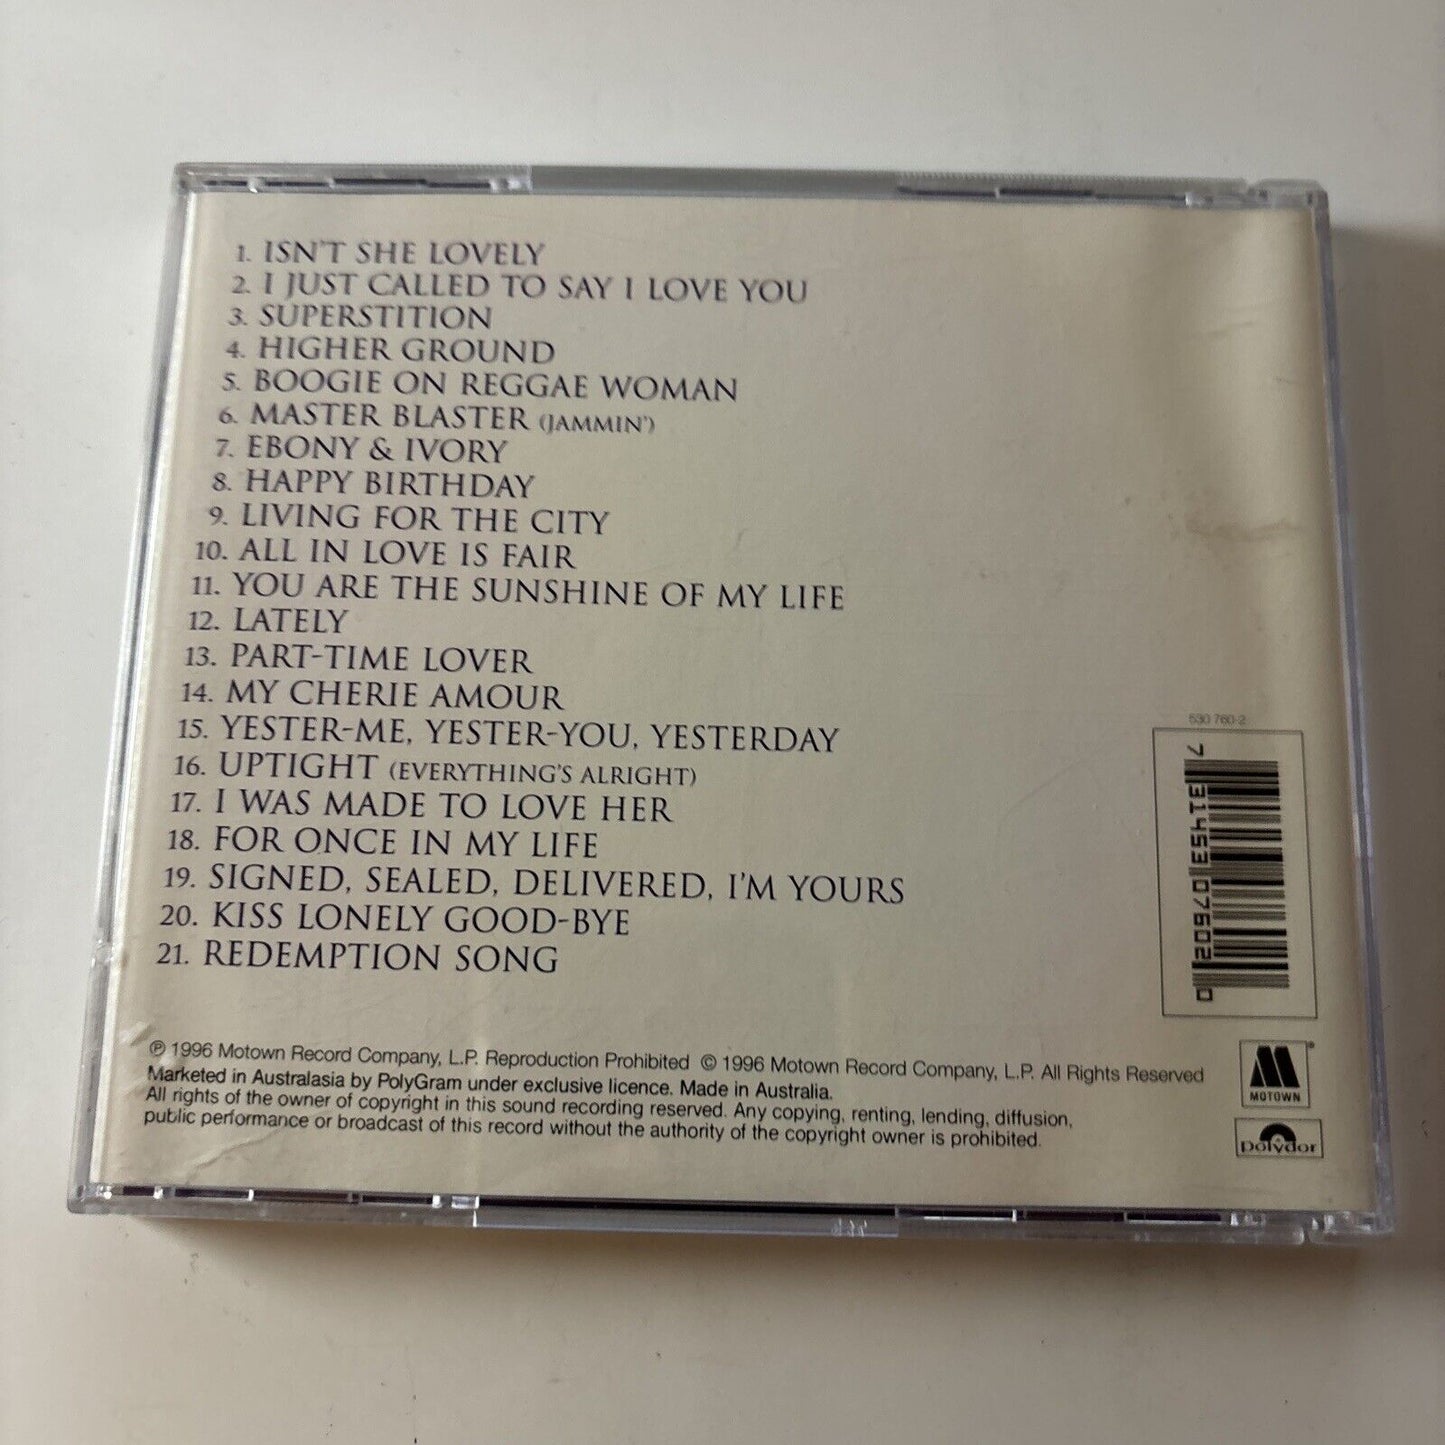 1. ISN'T SHE LOVELY
2. I JUST CALLED TO SAY I LOVE YOU
3. SUPERSTITION
4. HIGHER GROUND
5. BOOGIE ON REGGAE WOMAN
6. MASTER BLASTER (JAMMIN')
7. EBONY & IVORY
8. HAPPY BIRTHDAY
9. LIVING FOR THE CITY
10. ALL IN LOVE IS FAIR
11. YOU ARE THE SUNSHINE OF MY LIFE
12. LATELY
13. PART-TIME LOVER
14. MY CHERIE AMOUR
15. YESTER-ME, YESTER-YOU, YESTERDAY
16. UPTIGHT (EVERYTHING'S ALRIGHT)
17. I WAS MADE TO LOVE HER
18. FOR ONCE IN MY LIFE
19. SIGNED, SEALED, DELIVERED, I'M YOURS
20. KISS LONELY GOOD-BYE
21. REDEMPTION SONG
530 760-2
7 31453 07602 0
℗ 1996 Motown Record Company, L.P. Reproduction Prohibited © 1996 Motown Record Company, L.P. All Rights Reserved
Marketed in Australasia by PolyGram under exclusive licence. Made in Australia.
All rights of the owner of copyright in this sound recording reserved. Any copying, renting, lending, diffusion,
public performance or broadcast of this record without the authority of the copyright owner is prohibited.
M®
MOTOWN
polydor